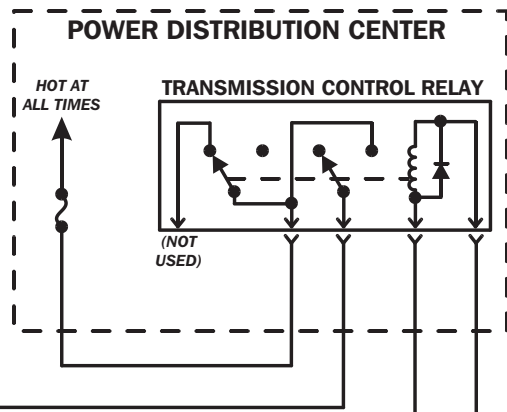 POWER DISTRIBUTION CENTER
HOT AT
ALL TIMES
TRANSMISSION CONTROL RELAY
(NOT
USED)